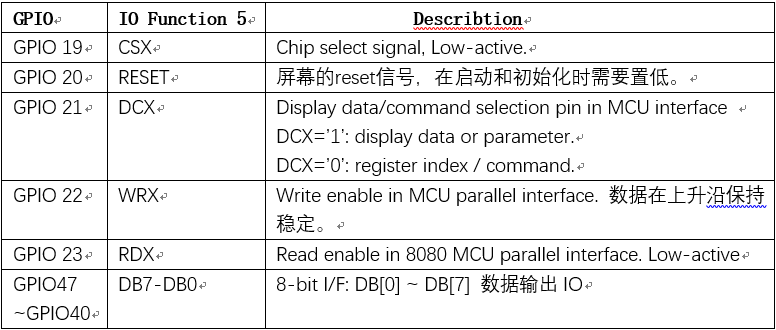 GPIO IO Function 5 Describtion
GPIO 19 CSX Chip select signal, Low-active.
GPIO 20 RESET 屏幕的reset信号，在启动和初始化时需要置低。
GPIO 21 DCX Display data/command selection pin in MCU interface
DCX='1': display data or parameter.
DCX='0': register index / command.
GPIO 22 WRX Write enable in MCU parallel interface. 数据在上升沿保持
稳定。
GPIO 23 RDX Read enable in 8080 MCU parallel interface. Low-active
GPIO47 DB7-DB0 8-bit I/F: DB[0] ~ DB[7] 数据输出 IO
~GPIO40